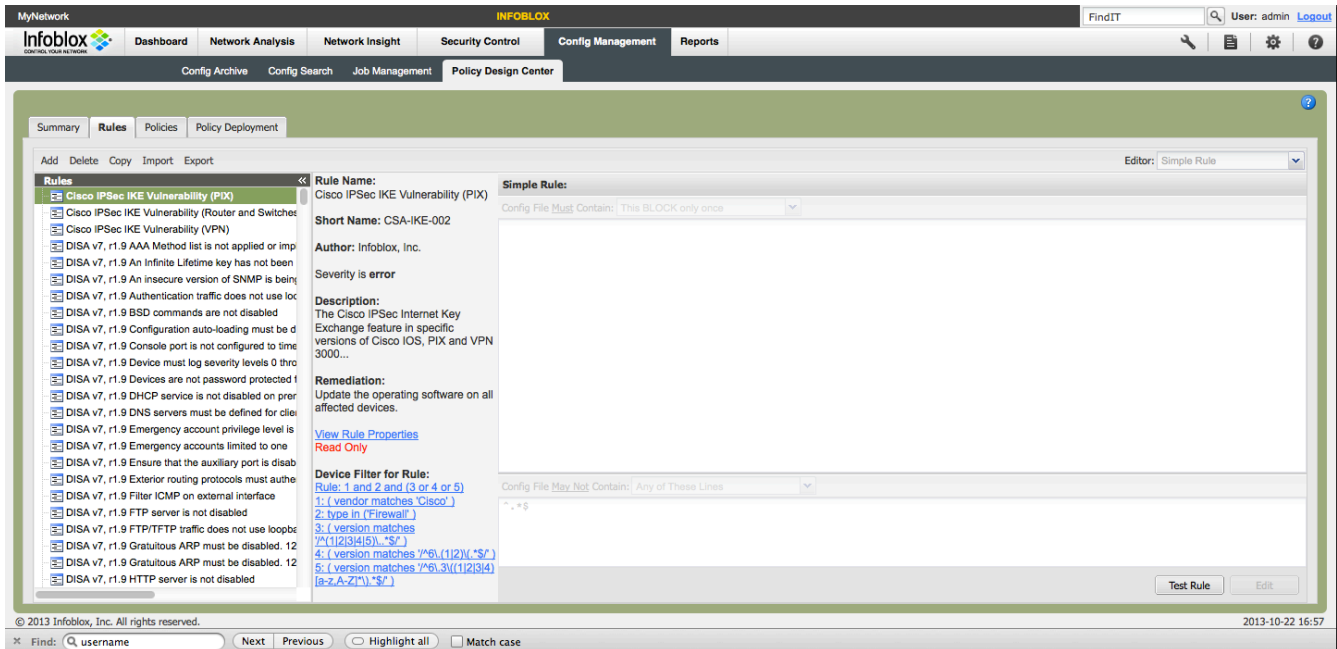 MyNetwork
INFOBLOX
FindIT
User: admin Logout
Infoblox
CONTROL YOUR NETWORK
Dashboard
Network Analysis
Network Insight
Security Control
Config Management
Reports
Config Archive
Config Search
Job Management
Policy Design Center
Summary
Rules
Policies
Policy Deployment
Add Delete Copy Import Export
Editor: Simple Rule
Rules
Cisco IPSec IKE Vulnerability (PIX)
Cisco IPSec IKE Vulnerability (Router and Switches
Cisco IPSec IKE Vulnerability (VPN)
DISA v7, r1.9 AAA Method list is not applied or imp
DISA v7, r1.9 An Infinite Lifetime key has not been
DISA v7, r1.9 An insecure version of SNMP is being
DISA v7, r1.9 Authentication traffic does not use loo
DISA v7, r1.9 BSD commands are not disabled
DISA v7, r1.9 Configuration auto-loading must be d
DISA v7, r1.9 Console port is not configured to time
DISA v7, r1.9 Device must log severity levels 0 thro
DISA v7, r1.9 Devices are not password protected f
DISA v7, r1.9 DHCP service is not disabled on prem
DISA v7, r1.9 DNS servers must be defined for clie
DISA v7, r1.9 Emergency account privilege level is
DISA v7, r1.9 Emergency accounts limited to one
DISA v7, r1.9 Ensure that the auxiliary port is disab
DISA v7, r1.9 Exterior routing protocols must authe
DISA v7, r1.9 Filter ICMP on external interface
DISA v7, r1.9 FTP server is not disabled
DISA v7, r1.9 FTP/TFTP traffic does not use loopba
DISA v7, r1.9 Gratuitous ARP must be disabled. 12
DISA v7, r1.9 Gratuitous ARP must be disabled. 12
DISA v7, r1.9 HTTP server is not disabled
Rule Name:
Cisco IPSec IKE Vulnerability (PIX)
Short Name: CSA-IKE-002
Author: Infoblox, Inc.
Severity is error
Description:
The Cisco IPSec Internet Key
Exchange feature in specific
versions of Cisco IOS, PIX and VPN
3000...
Remediation:
Update the operating software on all
affected devices.
View Rule Properties
Read Only
Device Filter for Rule:
Rule: 1 and 2 and (3 or 4 or 5)
1: ( vendor matches 'Cisco' )
2: type in ('Firewall' )
3: ( version matches
'/^(1|2|3|4|5)\..*$/' )
4: ( version matches '/^6\.(1|2)\(.*$/' )
5: ( version matches '/^6\.3\((1|2|3|4)
[a-z,A-Z]*\).*$/' )
Simple Rule:
Config File Must Contain: This BLOCK only once
Config File May Not Contain: Any of These Lines
^.*$
Test Rule
Edit
© 2013 Infoblox, Inc. All rights reserved.
2013-10-22 16:57
× Find: username
Next
Previous
Highlight all
Match case